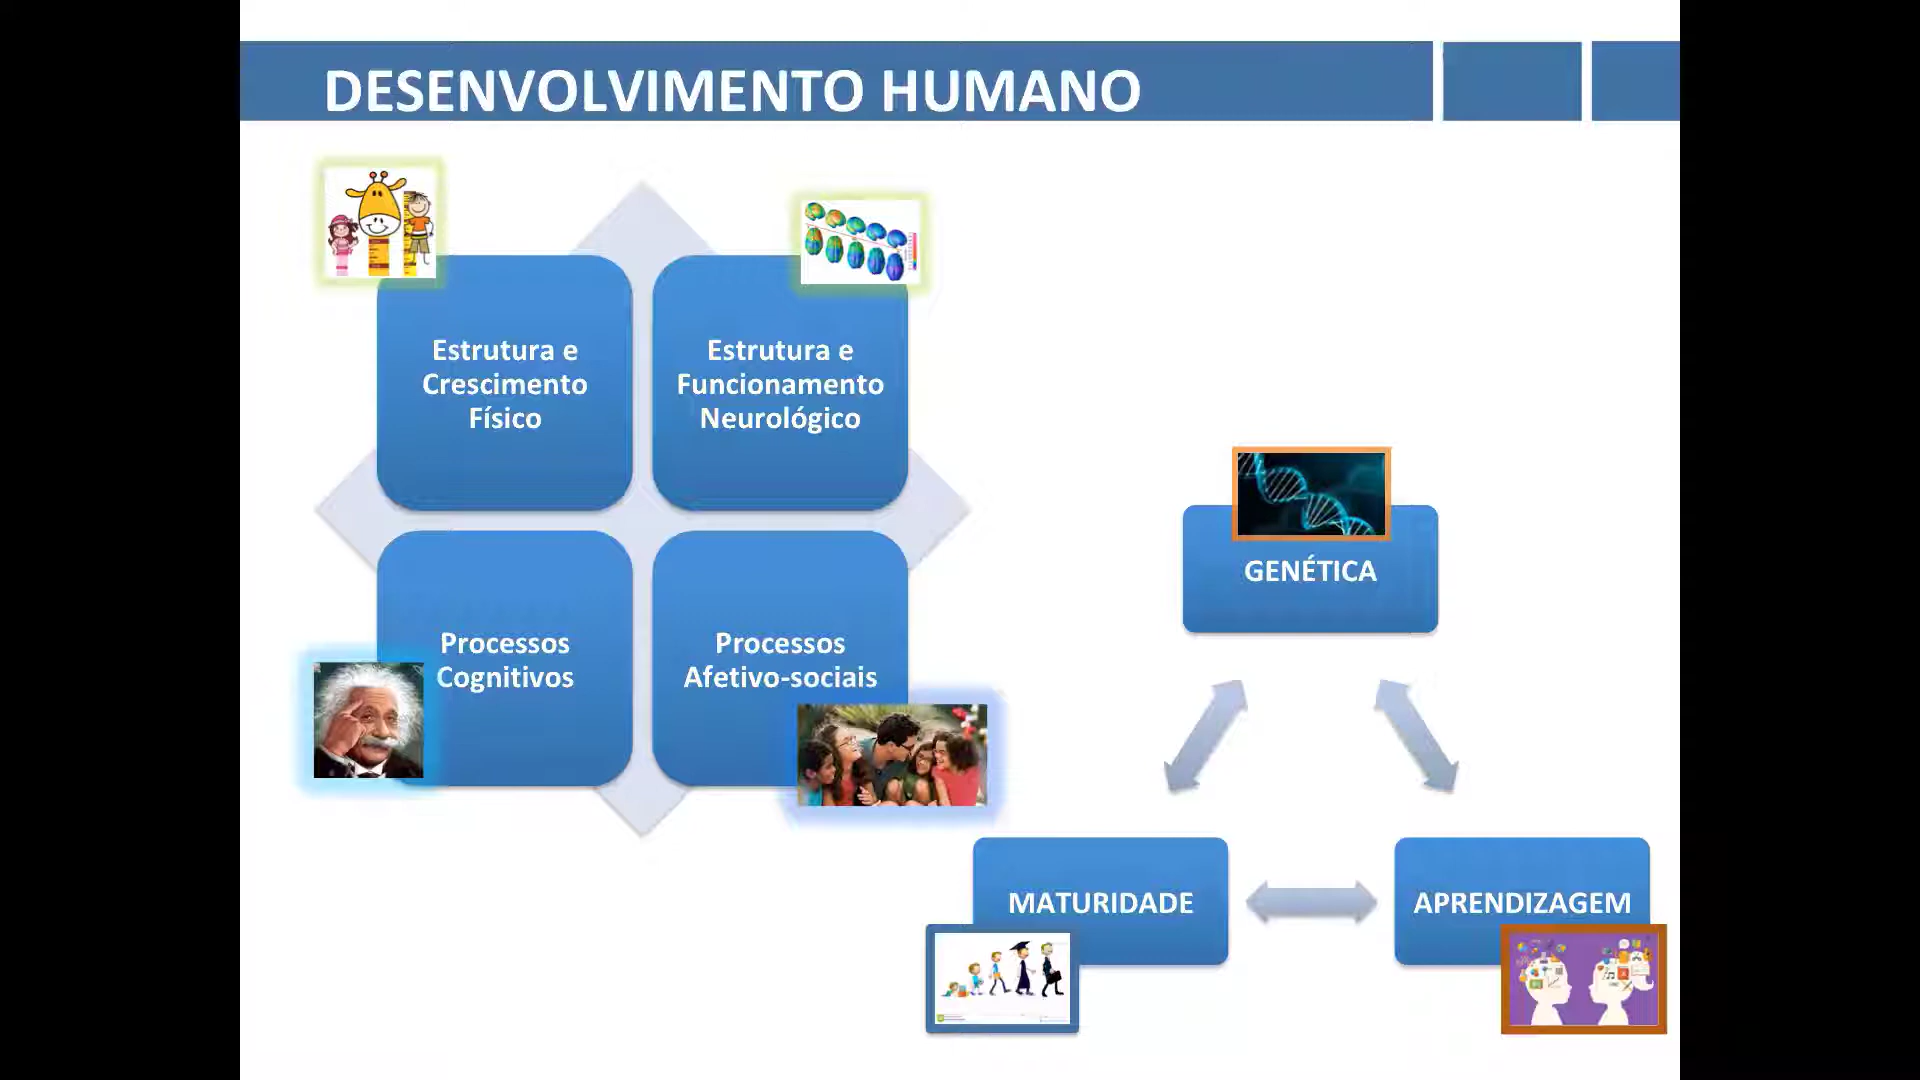 DESENVOLVIMENTO HUMANO
Estrutura e
Crescimento
Físico
Estrutura e
Funcionamento
Neurológico
Processos
Cognitivos
Processos
Afetivo-sociais
GENÉTICA
MATURIDADE
APRENDIZAGEM